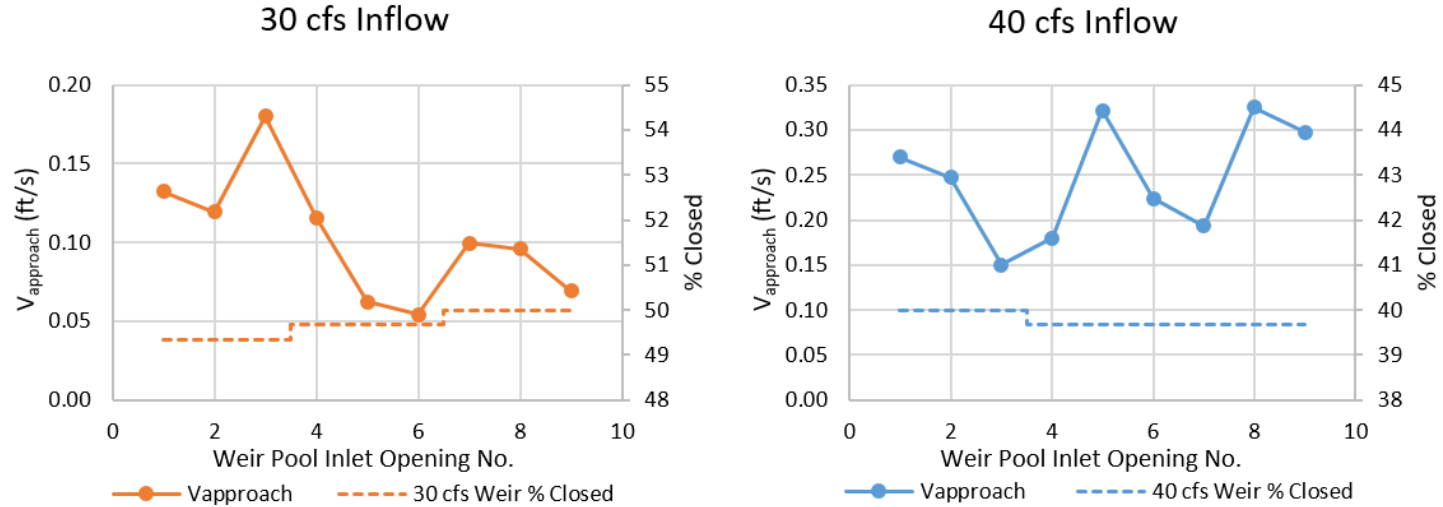 30 cfs Inflow
0.20
0.15
0.10
0.05
0.00
Vapproach (ft/s)
55
54
53
52
51
50
49
48
% Closed
0 2 4 6 8 10
Weir Pool Inlet Opening No.
Vapproach 30 cfs Weir % Closed
40 cfs Inflow
0.35
0.30
0.25
0.20
0.15
0.10
0.05
0.00
Vapproach (ft/s)
45
44
43
42
41
40
39
38
% Closed
0 2 4 6 8 10
Weir Pool Inlet Opening No.
Vapproach 40 cfs Weir % Closed